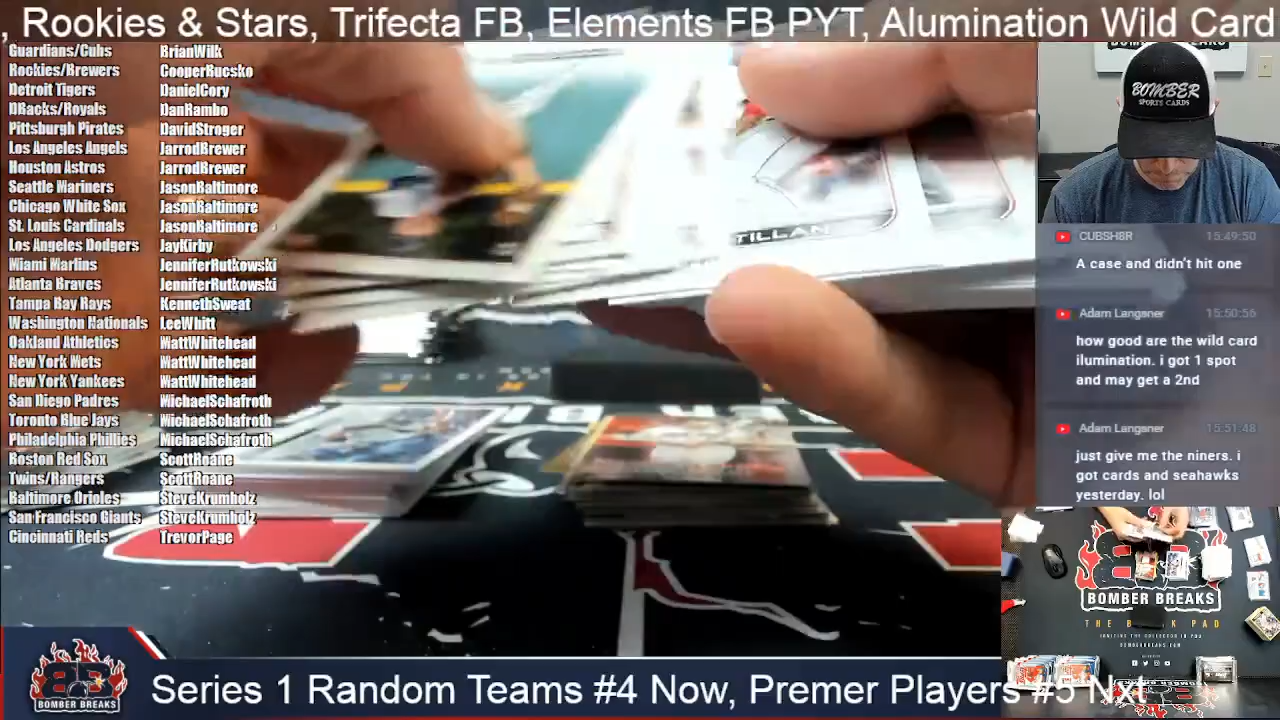 , Rookies & Stars, Trifecta FB, Elements FB PYT, Alumination Wild Card
Guardians/Cubs BrianWilk
Rockies/Brewers CooperBucsko
Detroit Tigers DanielCory
DBacks/Royals DanRambo
Pittsburgh Pirates DavidStroger
Los Angeles Angels JarrodBrewer
Houston Astros JarrodBrewer
Seattle Mariners JasonBaltimore
Chicago White Sox JasonBaltimore
St. Louis Cardinals JasonBaltimore
Los Angeles Dodgers JayKirby
Miami Marlins JenniferRutkowski
Atlanta Braves JenniferRutkowski
Tampa Bay Rays KennethSweat
Washington Nationals LeeWhitt
Oakland Athletics MattWhitehead
New York Mets MattWhitehead
New York Yankees MattWhitehead
San Diego Padres MichaelSchafroth
Toronto Blue Jays MichaelSchafroth
Philadelphia Phillies MichaelSchafroth
Boston Red Sox ScottRoane
Twins/Rangers ScottRoane
Baltimore Orioles SteveKrumholz
San Francisco Giants SteveKrumholz
Cincinnati Reds TrevorPage
BOMBER
SPORTS CARDS
CUBSH8R 15:49:50
A case and didn't hit one
Adam Langsner 15:50:56
how good are the wild card
ilumination. i got 1 spot
and may get a 2nd
Adam Langsner 15:51:48
just give me the niners. i
got cards and seahawks
yesterday. lol
TILLAN
BOMBER BREAKS
THE PAD
BOMBER BREAKS
Series 1 Random Teams #4 Now, Premer Players #5 Nxt